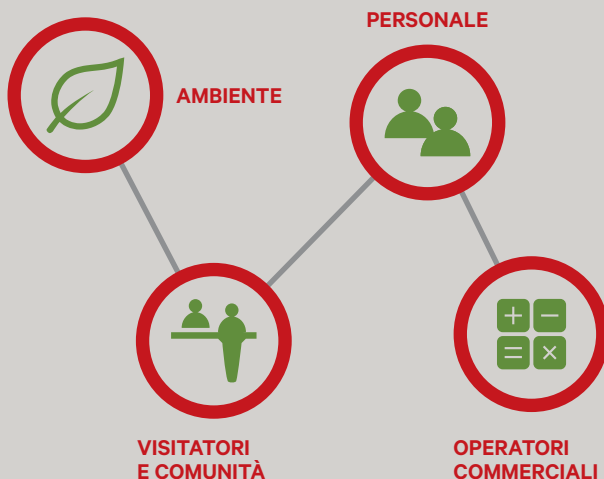 PERSONALE
AMBIENTE
VISITATORI
E COMUNITÀ
OPERATORI
COMMERCIALI